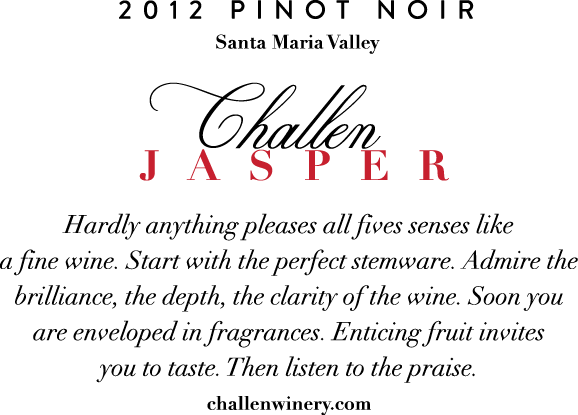 2012 PINOT NOIR
Santa Maria Valley
Challen
JASPER
Hardly anything pleases all fives senses like
a fine wine. Start with the perfect stemware. Admire the
brilliance, the depth, the clarity of the wine. Soon you
are enveloped in fragrances. Enticing fruit invites
you to taste. Then listen to the praise.
challenwinery.com